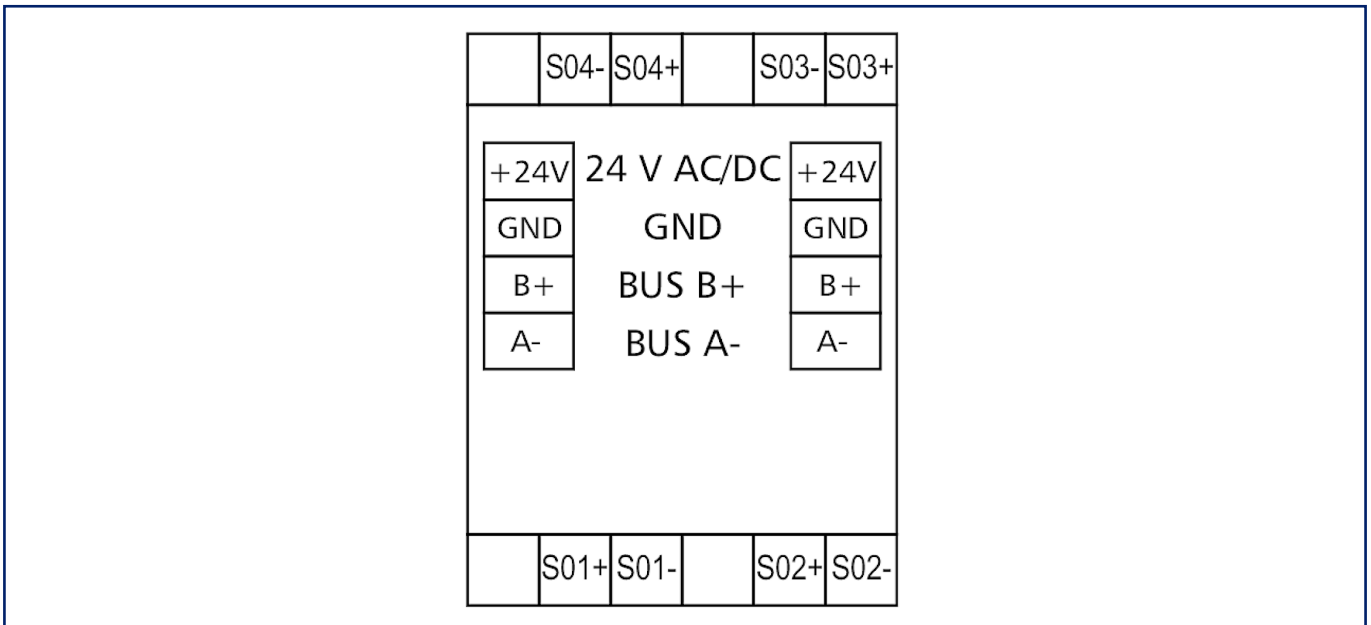 S04- S04+ S03- S03+
+24V 24 V AC/DC +24V
GND GND GND
B+ BUS B+ B+
A- BUS A- A-
S01+ S01- S02+ S02-